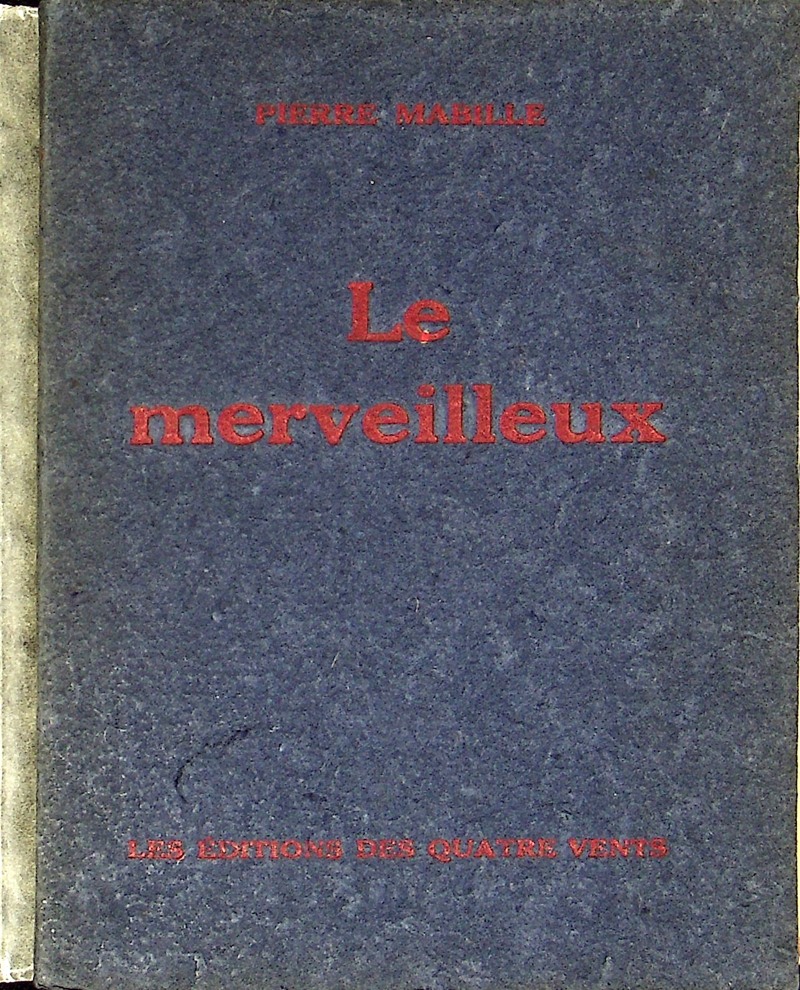 PIERRE MABILLE
Le
merveilleux
LES ÉDITIONS DES QUATRE VENTS